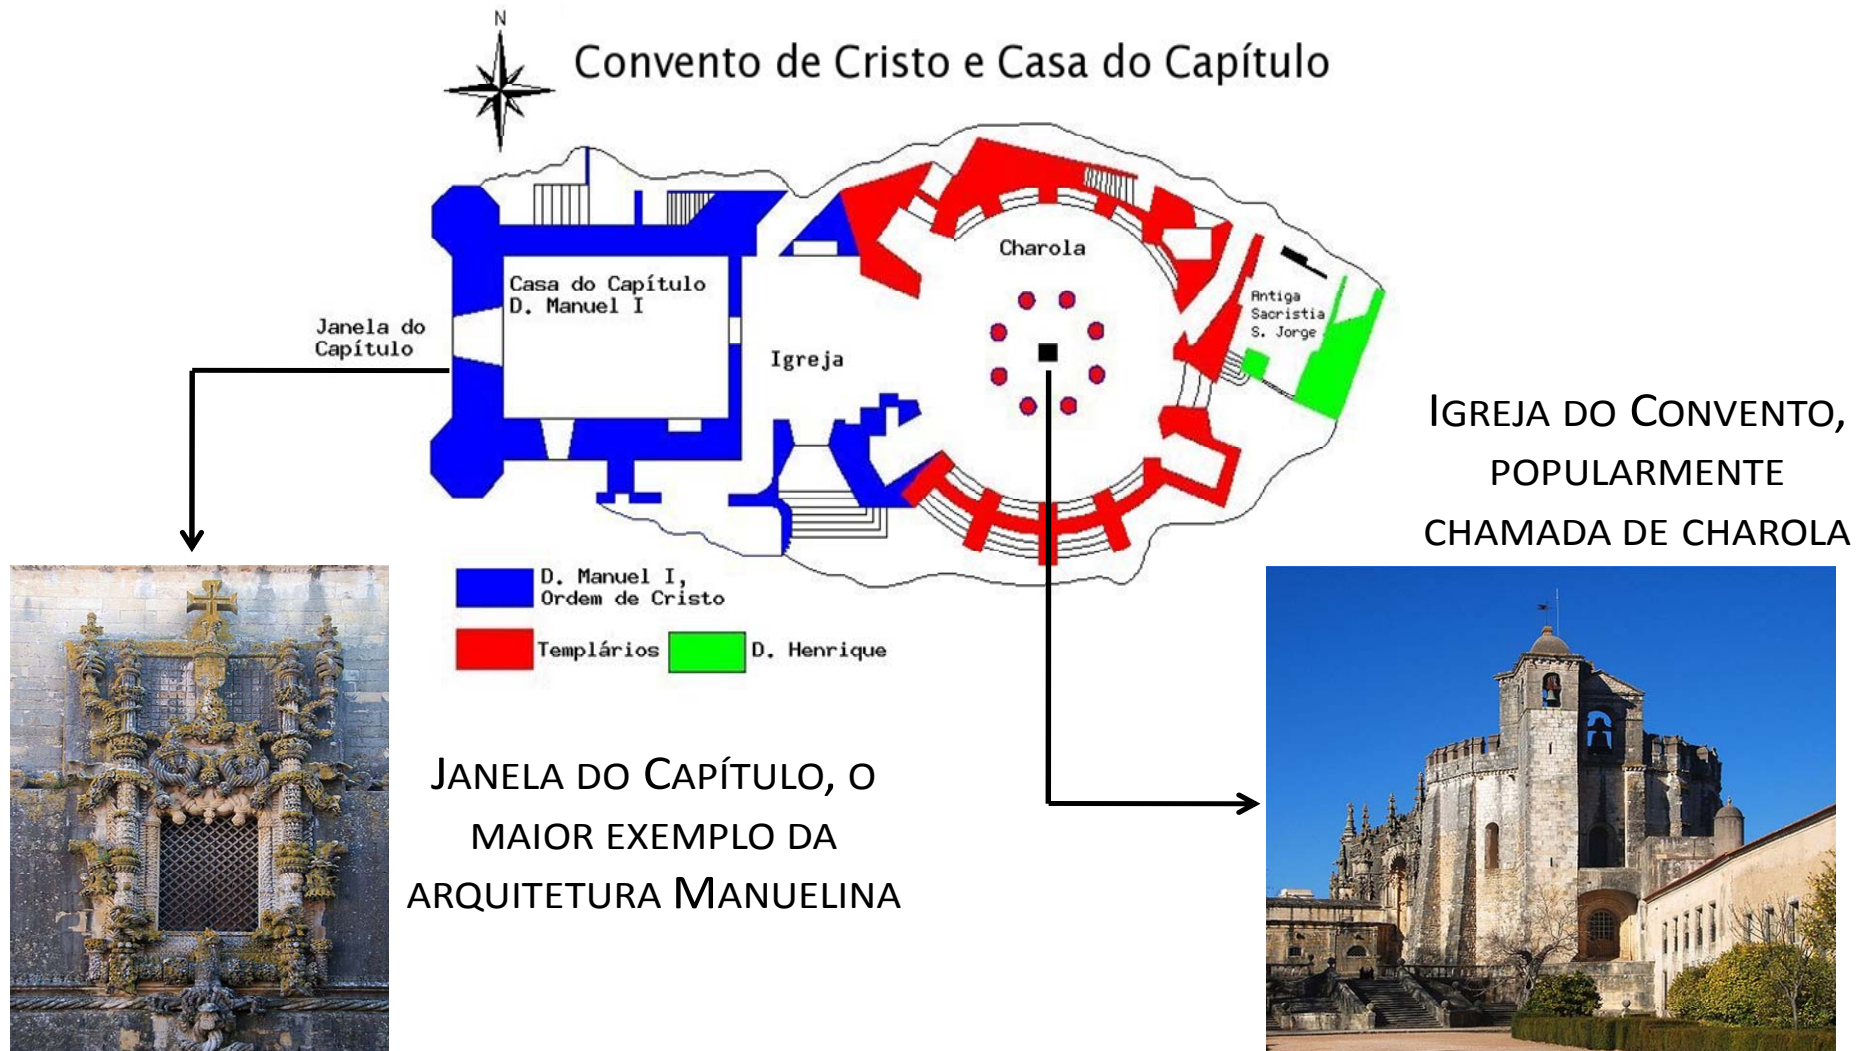 N
Convento de Cristo e Casa do Capítulo
Charola
Casa do Capítulo
D. Manuel I
Antiga
Sacristia
S. Jorge
Janela do
Capítulo
Igreja
IGREJA DO CONVENTO,
POPULARMENTE
CHAMADA DE CHAROLA
D. Manuel I,
Ordem de Cristo
Templários
D. Henrique
JANELA DO CAPÍTULO, O
MAIOR EXEMPLO DA
ARQUITETURA MANUELINA